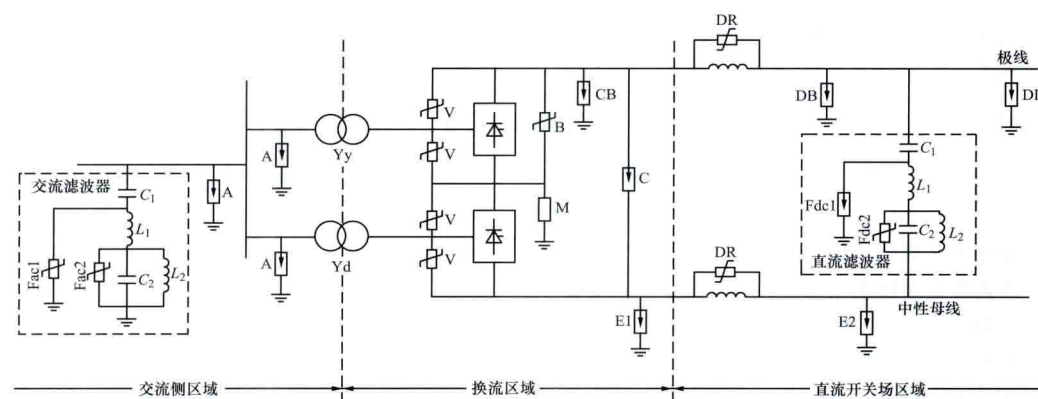 DR
极线
CB
DB
DL
V
B
A
Yy
V
C
C₁
交流滤波器
A
C₁
L₁
M
Fdc1
L₁
Fdc2
C₂
L₂
V
直流滤波器
Fac1
Fac2
C₂
L₂
A
Yd
V
DR
中性母线
E1
E2
交流侧区域
换流区域
直流开关场区域